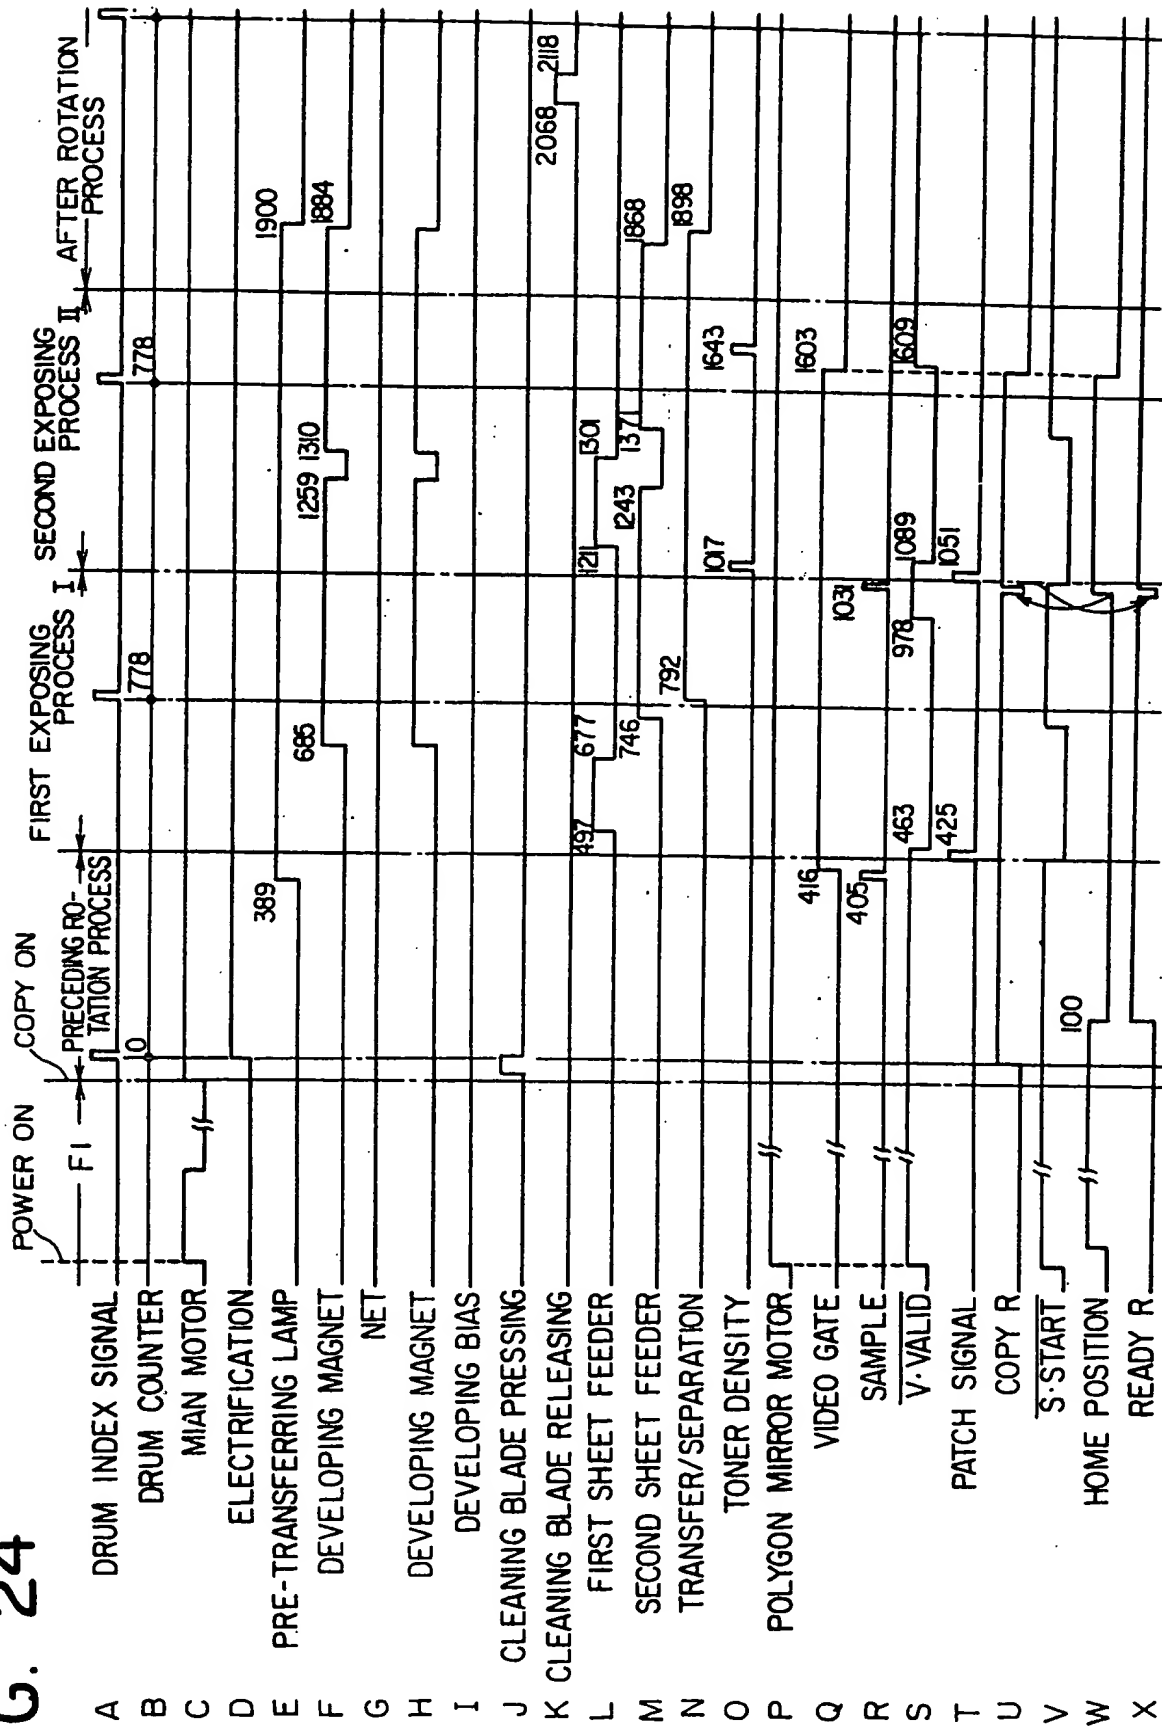 G. 24
POWER ON
COPY ON
F1
PRECEDING RO-
TATION PROCESS
FIRST EXPOSING
PROCESS I
SECOND EXPOSING
PROCESS II
AFTER ROTATION
PROCESS
A DRUM INDEX SIGNAL
B DRUM COUNTER 10 778 778
C MIAN MOTOR
D ELECTRIFICATION
E PRE-TRANSFERRING LAMP 389 1900
F DEVELOPING MAGNET 685 1259 1310 1884
G NET
H DEVELOPING MAGNET
I DEVELOPING BIAS
J CLEANING BLADE PRESSING
K CLEANING BLADE RELEASING 2068 2118
L FIRST SHEET FEEDER 497 677 1211 1301
M SECOND SHEET FEEDER 746 1243 1371 1868
N TRANSFER/SEPARATION 792 1898
O TONER DENSITY 1017 1643
P POLYGON MIRROR MOTOR
Q VIDEO GATE 416 1603
R SAMPLE 405 1031
S V·VALID 463 978 1089 1609
T PATCH SIGNAL 425 1051
U COPY R
V S·START
W HOME POSITION 100
X READY R